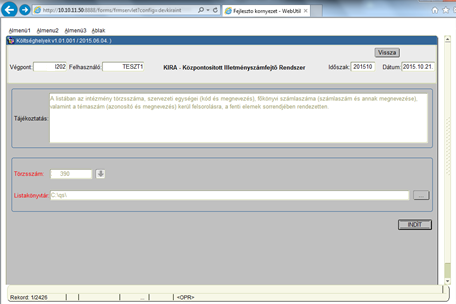 http://10.10.11.50:8888/forms/frmservlet?config=devkiraint
Fejleszto kornyezet - WebUtil
Almenü1 Almenü2 Almenü3 Ablak
Költséghelyek v1.01.001 / 2015.06.04. )
Vissza
Végpont: I202 Felhasználó: TESZT1 KIRA - Központosított Illetményszámfejtő Rendszer Időszak: 201510 Dátum: 2015.10.21.
Tájékoztatás:
A listában az intézmény törzsszáma, szervezeti egységei (kód és megnevezés), főkönyvi számlaszáma (számlaszám és annak megnevezése),
valamint a témaszám (azonosító és megnevezés) kerül felsorolásra, a fenti elemek sorrendjében rendezetten.
Törzsszám: 390
Listakönyvtár: C:\spl\
...
INDÍT
Rekord: 1/2426 ... <OPR>